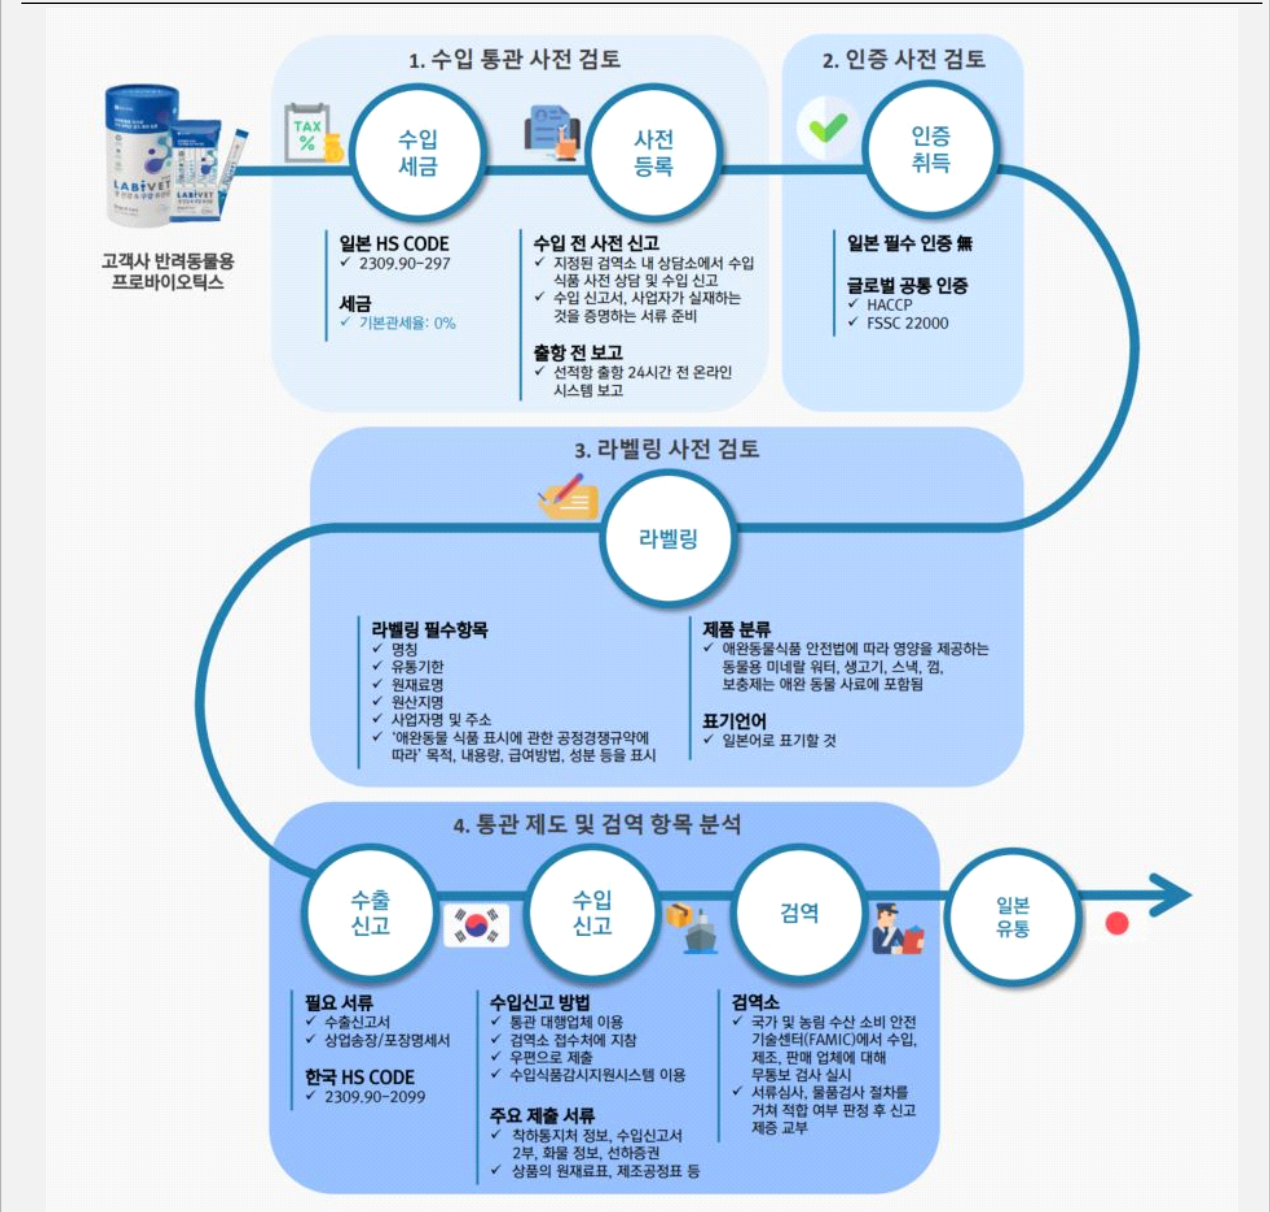 1. 수입 통관 사전 검토
2. 인증 사전 검토
TAX
%
수입
세금
사전
등록
인증
취득
LABIVET
LABIVET
고객사 반려동물용
프로바이오틱스
일본 HS CODE
✓ 2309.90-297
세금
✓ 기본관세율: 0%
수입 전 사전 신고
✓ 지정된 검역소 내 상담소에서 수입
식품 사전 상담 및 수입 신고
✓ 수입 신고서, 사업자가 실재하는
것을 증명하는 서류 준비
출항 전 보고
✓ 선적항 출항 24시간 전 온라인
시스템 보고
일본 필수 인증 無
글로벌 공통 인증
✓ HACCP
✓ FSSC 22000
3. 라벨링 사전 검토
라벨링
라벨링 필수항목
✓ 명칭
✓ 유통기한
✓ 원재료명
✓ 원산지명
✓ 사업자명 및 주소
✓ '애완동물 식품 표시에 관한 공정경쟁규약에
따라' 목적, 내용량, 급여방법, 성분 등을 표시
제품 분류
✓ 애완동물식품 안전법에 따라 영양을 제공하는
동물용 미네랄 워터, 생고기, 스낵, 껌,
보충제는 애완 동물 사료에 포함됨
표기언어
✓ 일본어로 표기할 것
4. 통관 제도 및 검역 항목 분석
수출
신고
수입
신고
검역
일본
유통
필요 서류
✓ 수출신고서
✓ 상업송장/포장명세서
한국 HS CODE
✓ 2309.90-2099
수입신고 방법
✓ 통관 대행업체 이용
✓ 검역소 접수처에 지참
✓ 우편으로 제출
✓ 수입식품감시지원시스템 이용
주요 제출 서류
✓ 착하통지처 정보, 수입신고서
2부, 화물 정보, 선하증권
✓ 상품의 원재료표, 제조공정표 등
검역소
✓ 국가 및 농림 수산 소비 안전
기술센터(FAMIC)에서 수입,
제조, 판매 업체에 대해
무통보 검사 실시
✓ 서류심사, 물품검사 절차를
거쳐 적합 여부 판정 후 신고
제증 교부